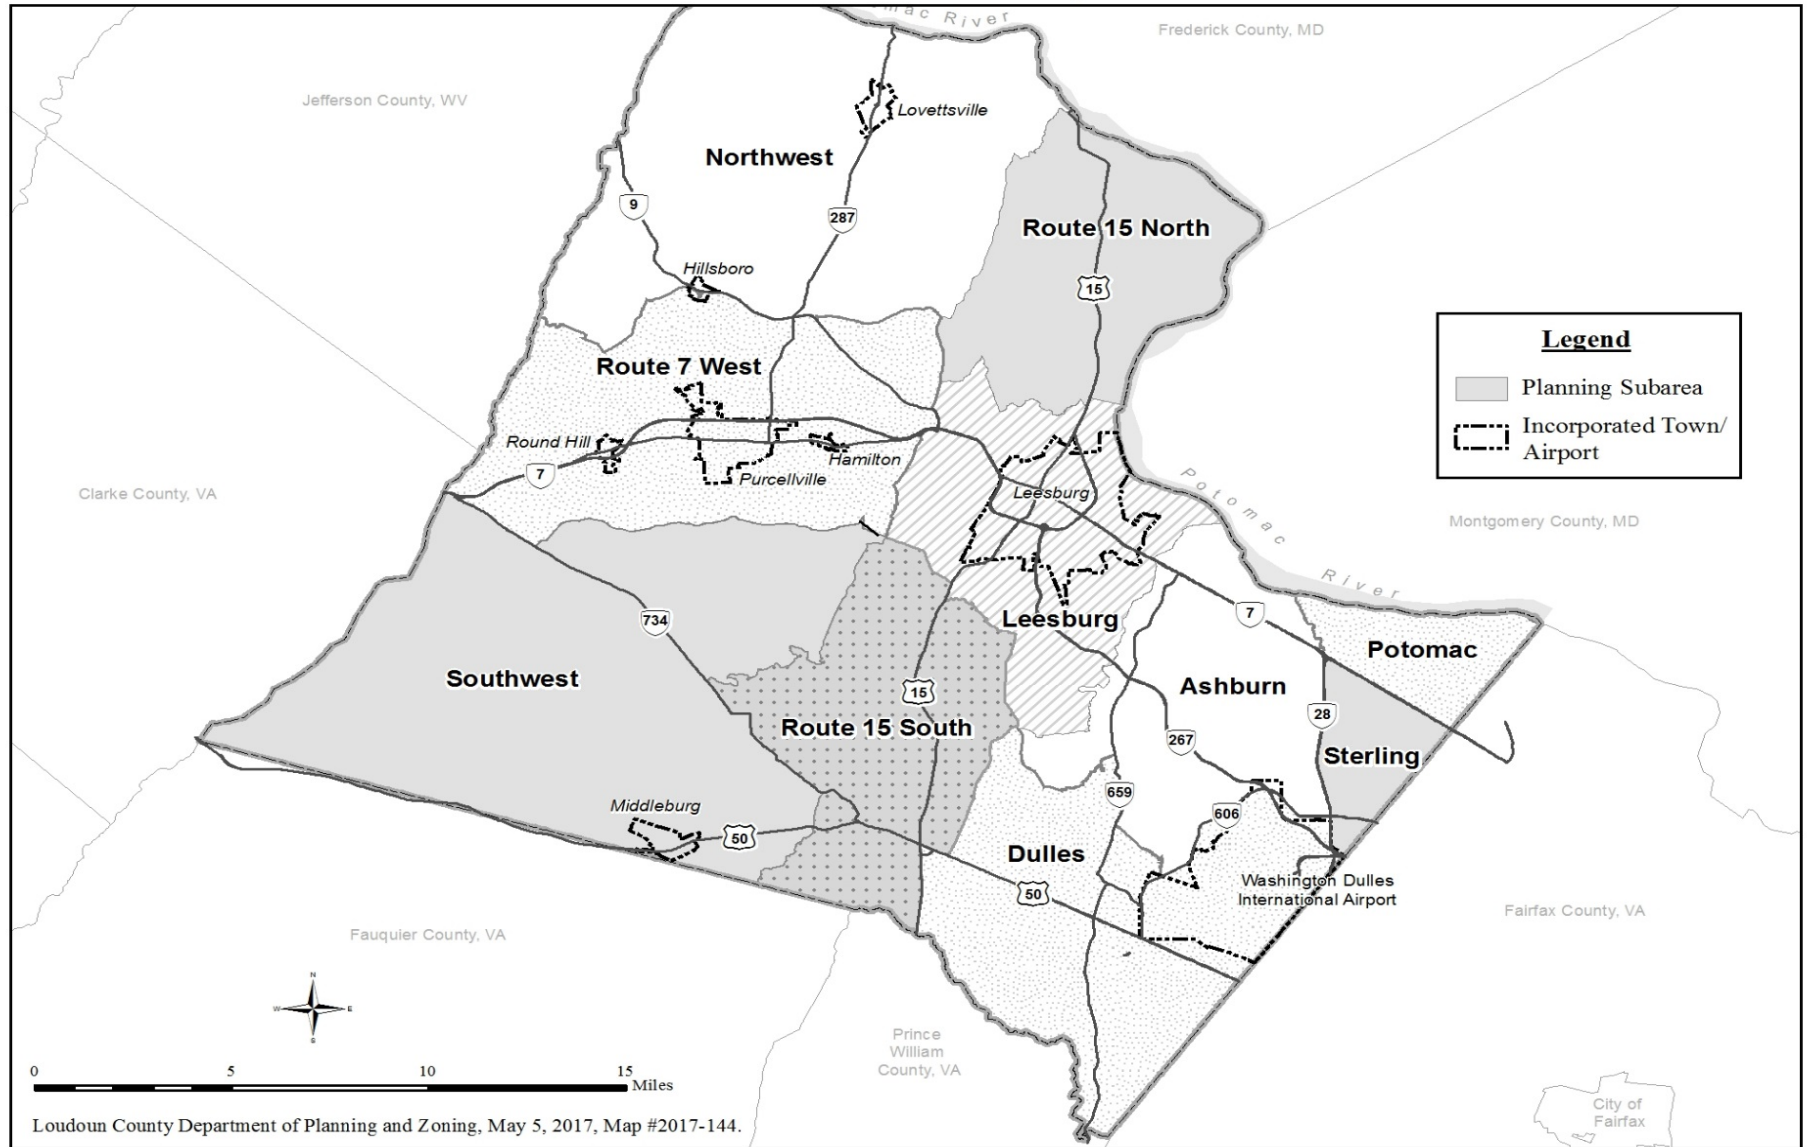 mac River
Frederick County, MD
Jefferson County, WV
Lovettsville
Northwest
9
287
Route 15 North
Hillsboro
15
Legend
Planning Subarea
Incorporated Town/
Airport
Route 7 West
Round Hill
7
Hamilton
Purcellville
Leesburg
Clarke County, VA
Potomac
River
Montgomery County, MD
734
Leesburg
7
Potomac
Southwest
15
Ashburn
28
Route 15 South
267
Sterling
Middleburg
50
659
606
Dulles
50
Washington Dulles
International Airport
Fairfax County, VA
Fauquier County, VA
N
W
E
S
Prince
William
County, VA
0
5
10
15
Miles
City of
Fairfax
Loudoun County Department of Planning and Zoning, May 5, 2017, Map #2017-144.